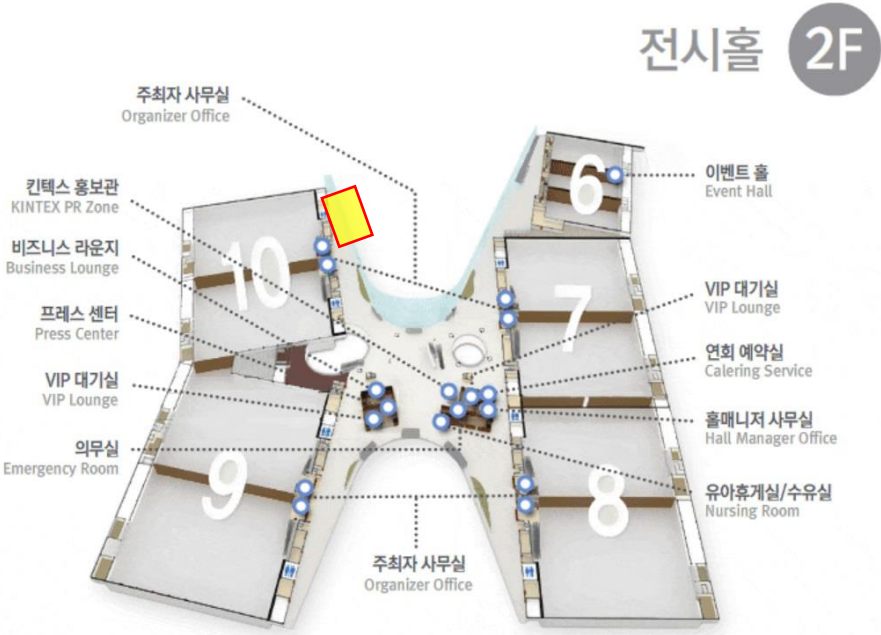 전시홀 2F
주최자 사무실
Organizer Office
킨텍스 홍보관
KINTEX PR Zone
비즈니스 라운지
Business Lounge
프레스 센터
Press Center
VIP 대기실
VIP Lounge
의무실
Emergency Room
이벤트 홀
Event Hall
VIP 대기실
VIP Lounge
연회 예약실
Calering Service
홀매니저 사무실
Hall Manager Office
유아휴게실/수유실
Nursing Room
주최자 사무실
Organizer Office
6
10
7
9
8